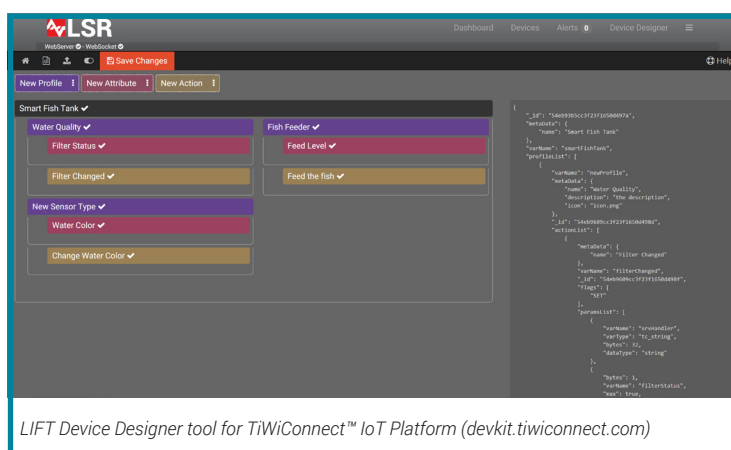 LSR
Dashboard Devices Alerts 0 Device Designer
WebServer - WebSocket
Save Changes
Help
New Profile New Attribute New Action
Smart Fish Tank
Water Quality
Filter Status
Filter Changed
New Sensor Type
Water Color
Change Water Color
Fish Feeder
Feed Level
Feed the fish
{
"_id": "54eb93b5cc3f23f1650d497a",
"metaData": {
"name": "Smart Fish Tank"
},
"varName": "smartFishTank",
"profileList": [
{
"varName": "newProfile",
"metaData": {
"name": "Water Quality",
"description": "the description",
"icon": "icon.png"
},
"_id": "54eb9609cc3f23f1650d498d",
"actionList": [
{
"metaData": {
"name": "Filter Changed"
},
"varName": "filterChanged",
"_id": "54eb9609cc3f23f1650d498f",
"flags": [
"SET"
],
"paramsList": [
{
"varName": "srvHandler",
"varType": "tc_string",
"bytes": 32,
"dataType": "string"
},
{
"bytes": 1,
"varName": "filterStatus",
"max": true,
LIFT Device Designer tool for TiWiConnect™ IoT Platform (devkit.tiwiconnect.com)